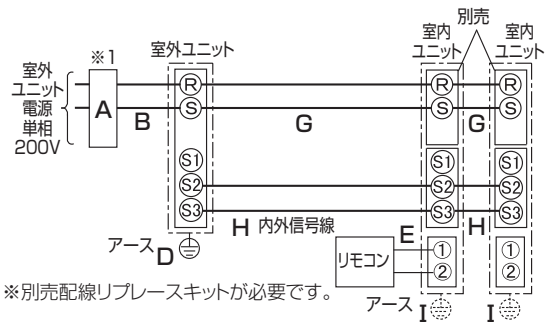 別売
※1
室外ユニット
室内
ユニット
室内
ユニット
室外
ユニット
電源
単相
200V
A
B
R
S
G
R
S
G
R
S
S1
S2
S3
S1
S2
S3
S1
S2
S3
H 内外信号線
E
H
アース D
リモコン
①
②
①
②
※別売配線リプレースキットが必要です。
アース I
I